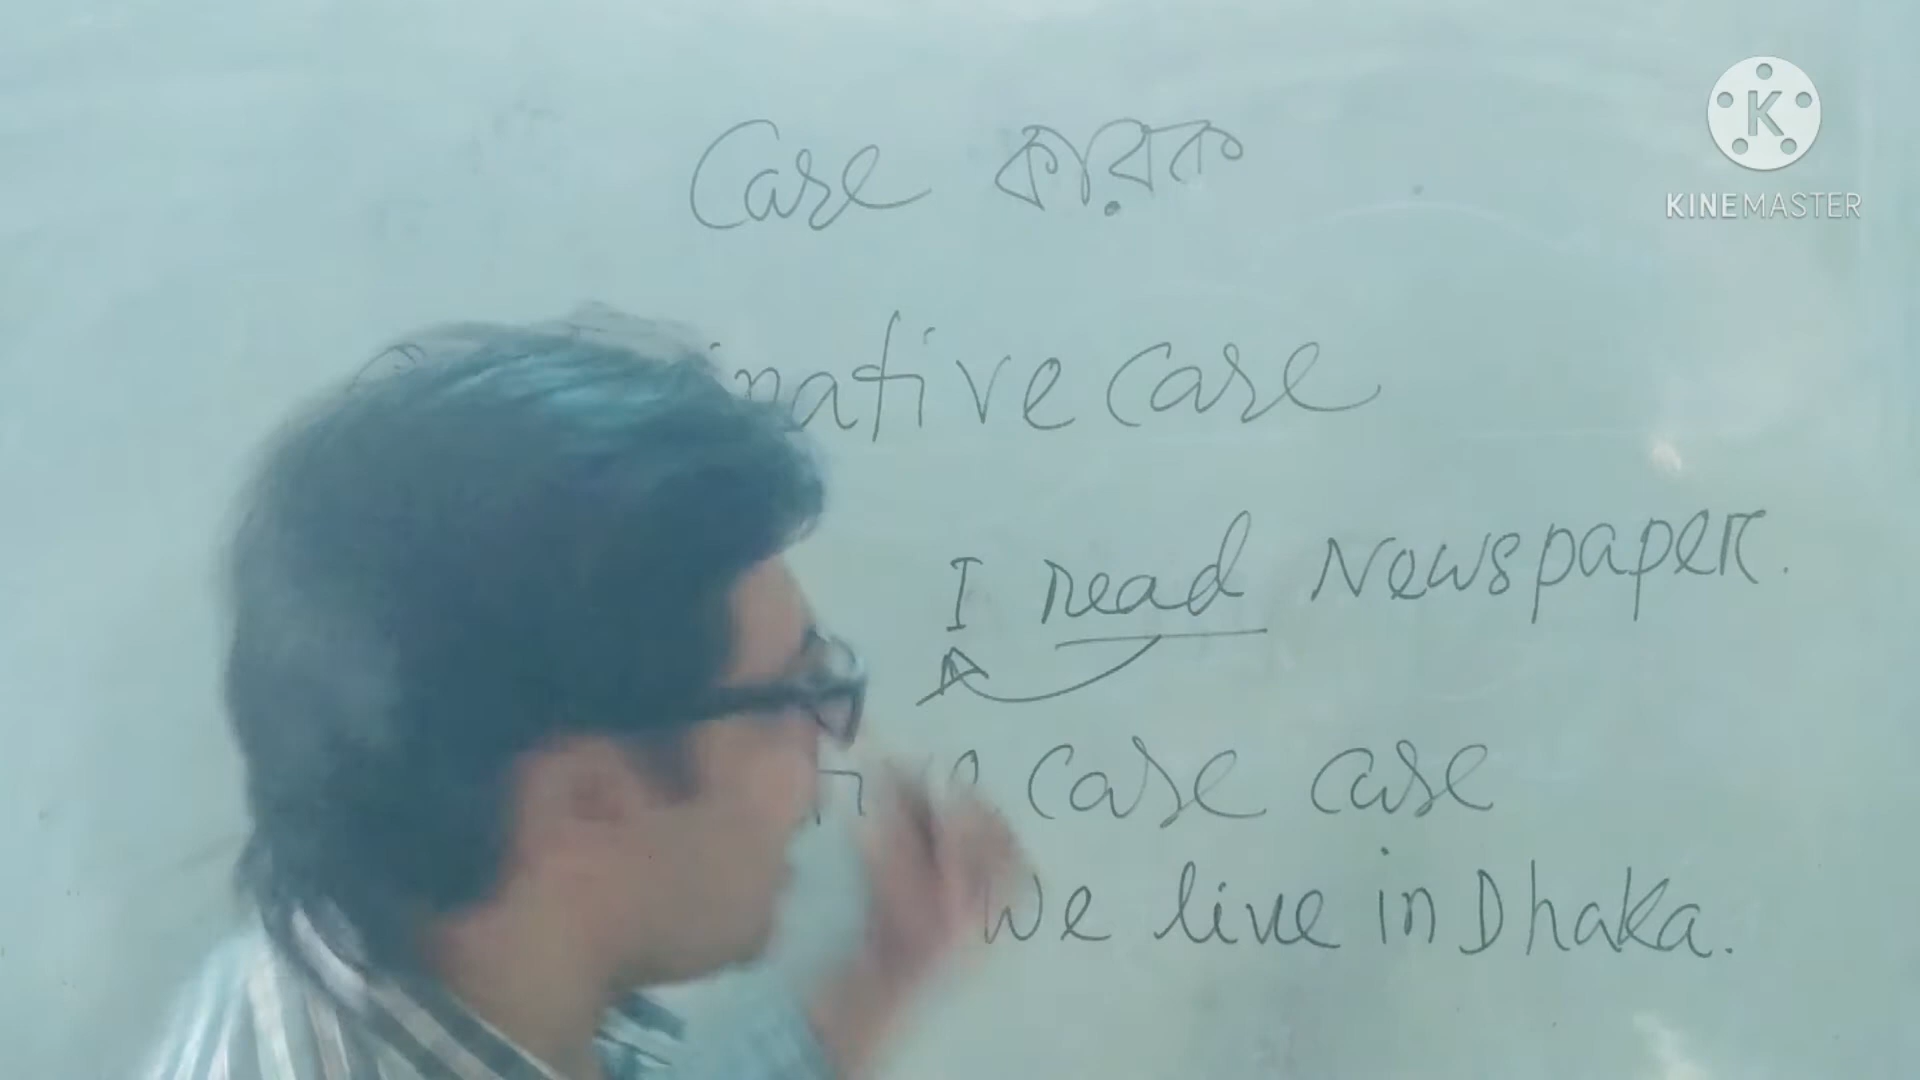 Case কারক
KINEMASTER
native case
I read Newspaper.
case case
We live in Dhaka.